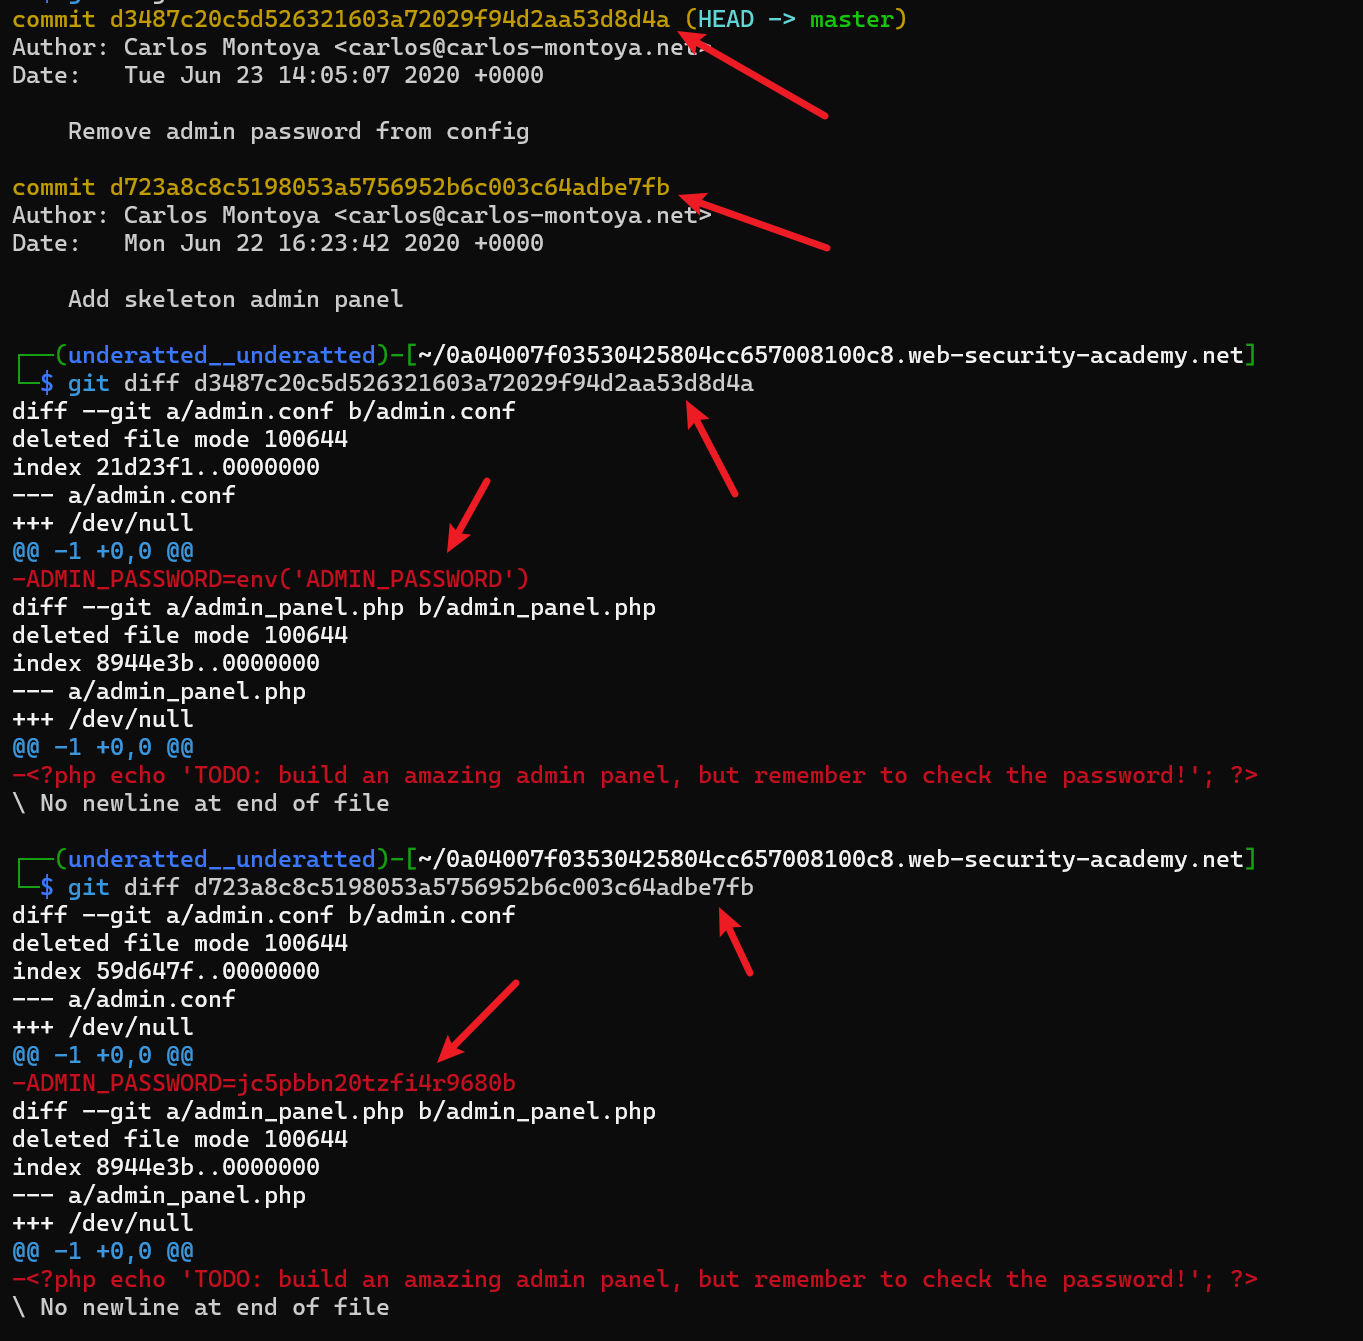 commit d3487c20c5d526321603a72029f94d2aa53d8d4a (HEAD -> master)
Author: Carlos Montoya <carlos@carlos-montoya.net>
Date:   Tue Jun 23 14:05:07 2020 +0000

    Remove admin password from config

commit d723a8c8c5198053a5756952b6c003c64adbe7fb
Author: Carlos Montoya <carlos@carlos-montoya.net>
Date:   Mon Jun 22 16:23:42 2020 +0000

    Add skeleton admin panel

┌──(underatted__underatted)-[~/0a04007f03530425804cc657008100c8.web-security-academy.net]
└─$ git diff d3487c20c5d526321603a72029f94d2aa53d8d4a
diff --git a/admin.conf b/admin.conf
deleted file mode 100644
index 21d23f1..0000000
--- a/admin.conf
+++ /dev/null
@@ -1 +0,0 @@
-ADMIN_PASSWORD=env('ADMIN_PASSWORD')
diff --git a/admin_panel.php b/admin_panel.php
deleted file mode 100644
index 8944e3b..0000000
--- a/admin_panel.php
+++ /dev/null
@@ -1 +0,0 @@
-<?php echo 'TODO: build an amazing admin panel, but remember to check the password!'; ?>
\ No newline at end of file

┌──(underatted__underatted)-[~/0a04007f03530425804cc657008100c8.web-security-academy.net]
└─$ git diff d723a8c8c5198053a5756952b6c003c64adbe7fb
diff --git a/admin.conf b/admin.conf
deleted file mode 100644
index 59d647f..0000000
--- a/admin.conf
+++ /dev/null
@@ -1 +0,0 @@
-ADMIN_PASSWORD=jc5pbbn20tzfi4r9680b
diff --git a/admin_panel.php b/admin_panel.php
deleted file mode 100644
index 8944e3b..0000000
--- a/admin_panel.php
+++ /dev/null
@@ -1 +0,0 @@
-<?php echo 'TODO: build an amazing admin panel, but remember to check the password!'; ?>
\ No newline at end of file